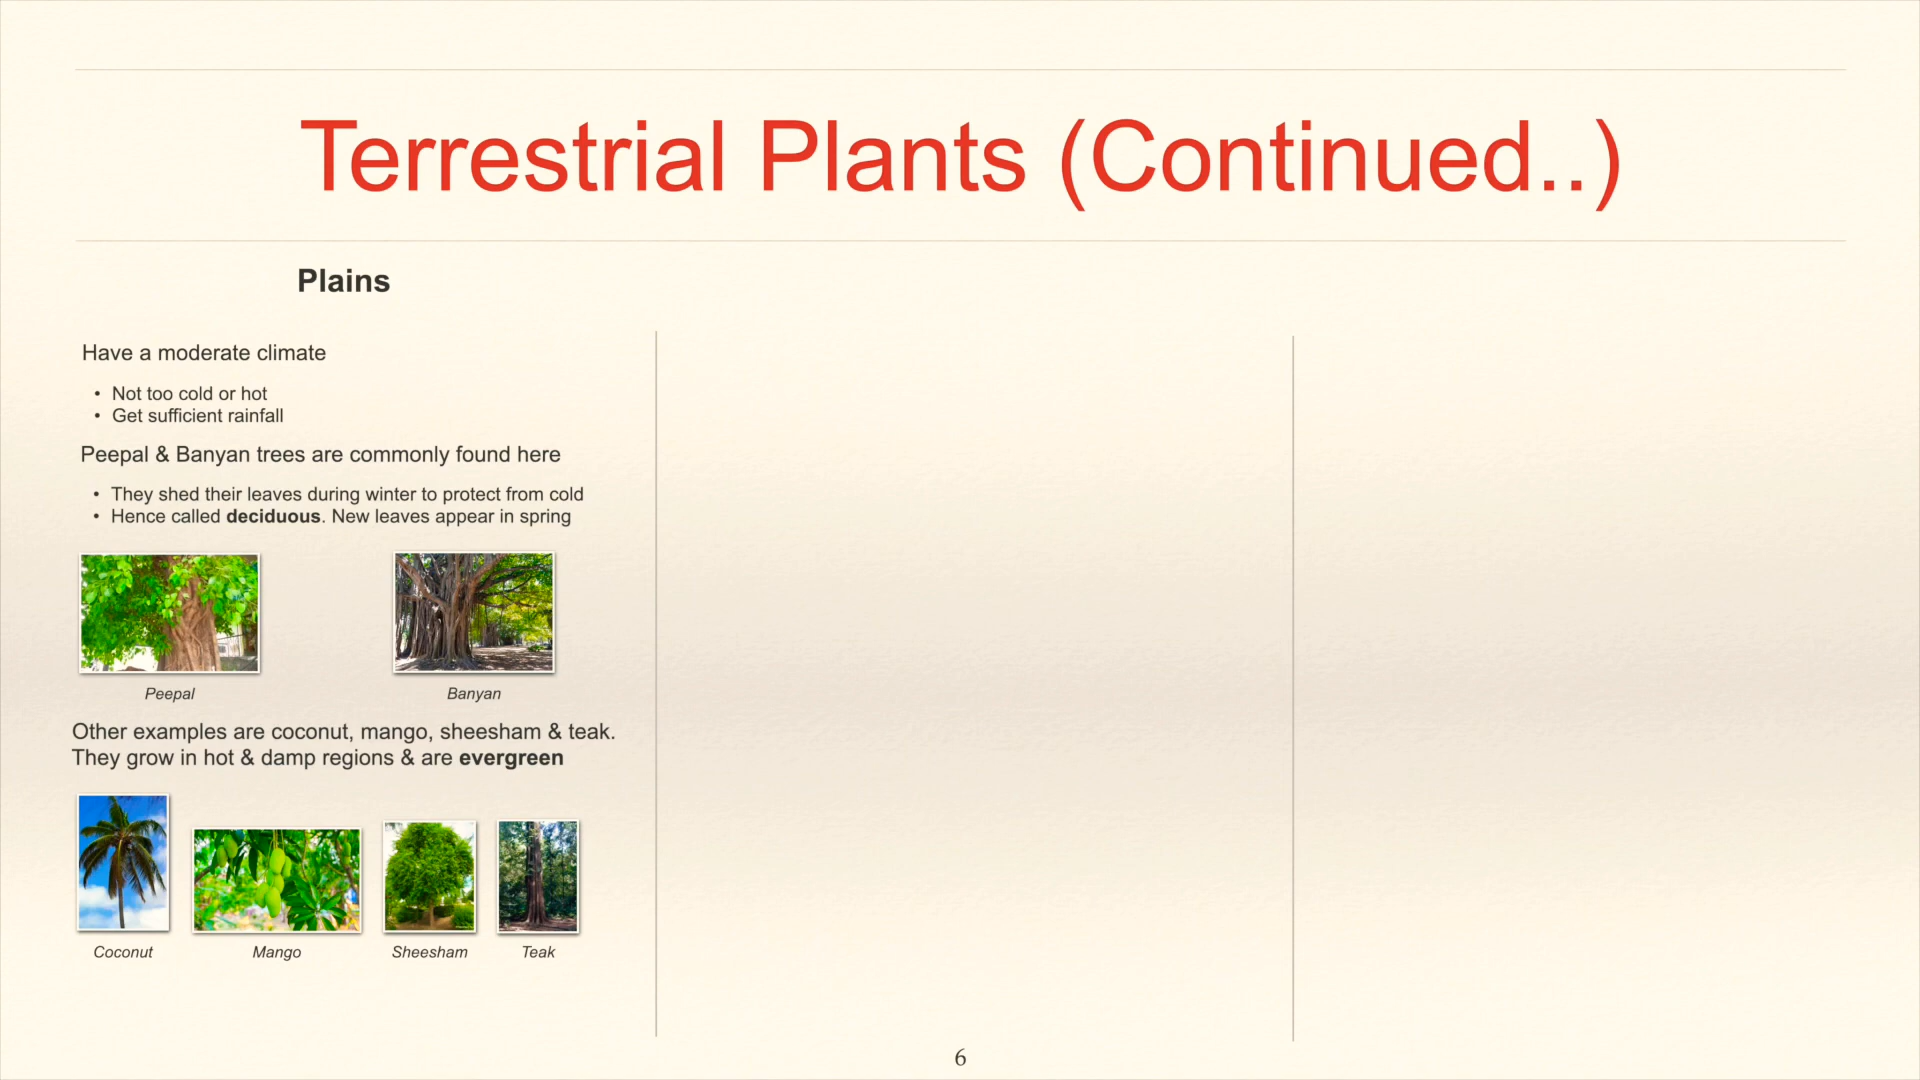 Terrestrial Plants (Continued..)
Plains
Have a moderate climate
• Not too cold or hot
• Get sufficient rainfall
Peepal & Banyan trees are commonly found here
• They shed their leaves during winter to protect from cold
• Hence called deciduous. New leaves appear in spring
Peepal
Banyan
Other examples are coconut, mango, sheesham & teak.
They grow in hot & damp regions & are evergreen
Coconut
Mango
Sheesham
Teak
6